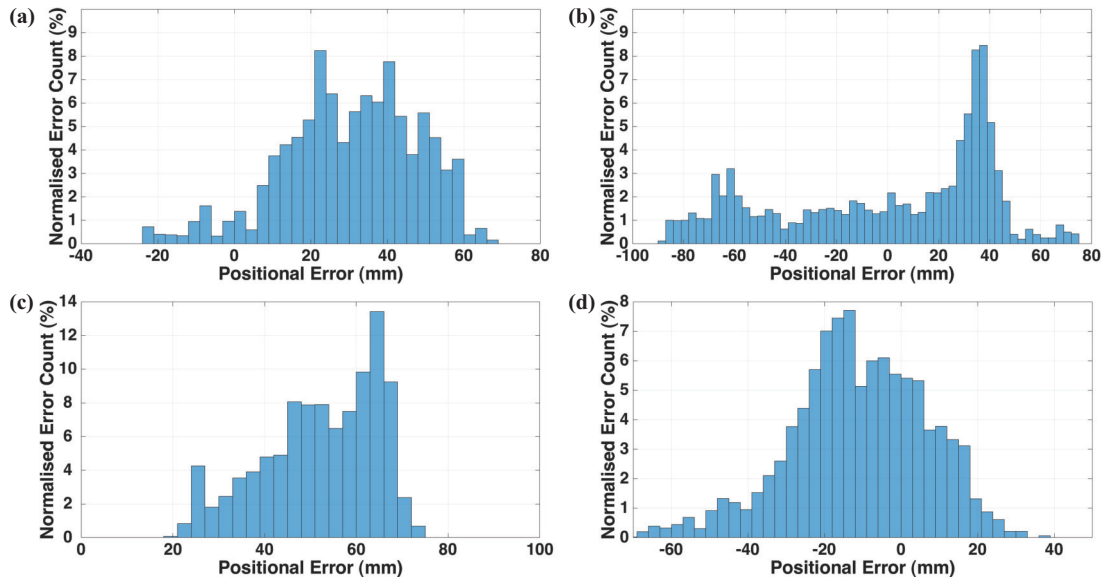 (a)
Normalised Error Count (%)
9
8
7
6
5
4
3
2
1
0
-40 -20 0 20 40 60 80
Positional Error (mm)
(b)
Normalised Error Count (%)
9
8
7
6
5
4
3
2
1
0
-100 -80 -60 -40 -20 0 20 40 60 80
Positional Error (mm)
(c)
Normalised Error Count (%)
14
12
10
8
6
4
2
0
0 20 40 60 80 100
Positional Error (mm)
(d)
Normalised Error Count (%)
8
7
6
5
4
3
2
1
0
-60 -40 -20 0 20 40
Positional Error (mm)